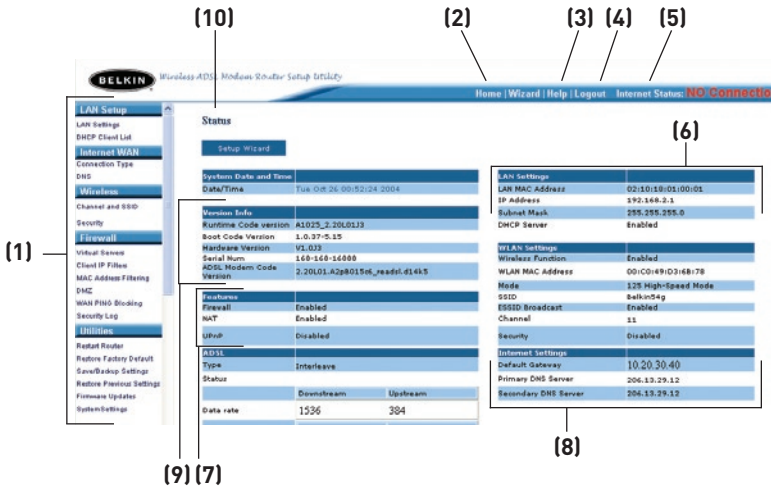 (10)
(2)
(3)
(4)
(5)
BELKIN
Wireless ADSL Modem Router Setup Utility
Home | Wizard | Help | Logout Internet Status: NO Connectio
(1)
LAN Setup
LAN Settings
DHCP Client List
Internet WAN
Connection Type
DNS
Wireless
Channel and SSID
Security
Firewall
Virtual Servers
Client IP Filters
MAC Address Filtering
DMZ
WAN PING Blocking
Security Log
Utilities
Restart Router
Restore Factory Default
Save/Backup Settings
Restore Previous Settings
Firmware Updates
System Settings
Status
Setup Wizard
System Date and Time
Date/Time Tue Oct 26 00:52:24 2004
Version Info
Runtime Code version A1025_2.20L01J3
Boot Code Version 1.0.37-5.15
Hardware Version V1.0J3
Serial Num 168-168-16888
ADSL Modem Code Version 2.20L01.A2p8015c6_readsl.d14k5
Features
Firewall Enabled
NAT Enabled
UPnP Disabled
ADSL
Type Interleave
Status
Downstream Upstream
Data rate 1536 384
(6)
LAN Settings
LAN MAC Address 02:10:18:01:00:01
IP Address 192.168.2.1
Subnet Mask 255.255.255.0
DHCP Server Enabled
WLAN Settings
Wireless Function Enabled
WLAN MAC Address 00:C0:49:D3:6B:78
Mode 125 High-Speed Mode
SSID Belkin54g
ESSID Broadcast Enabled
Channel 11
Security Disabled
Internet Settings
Default Gateway 10.20.30.40
Primary DNS Server 206.13.29.12
Secondary DNS Server 206.13.29.12
(8)
(9) (7)